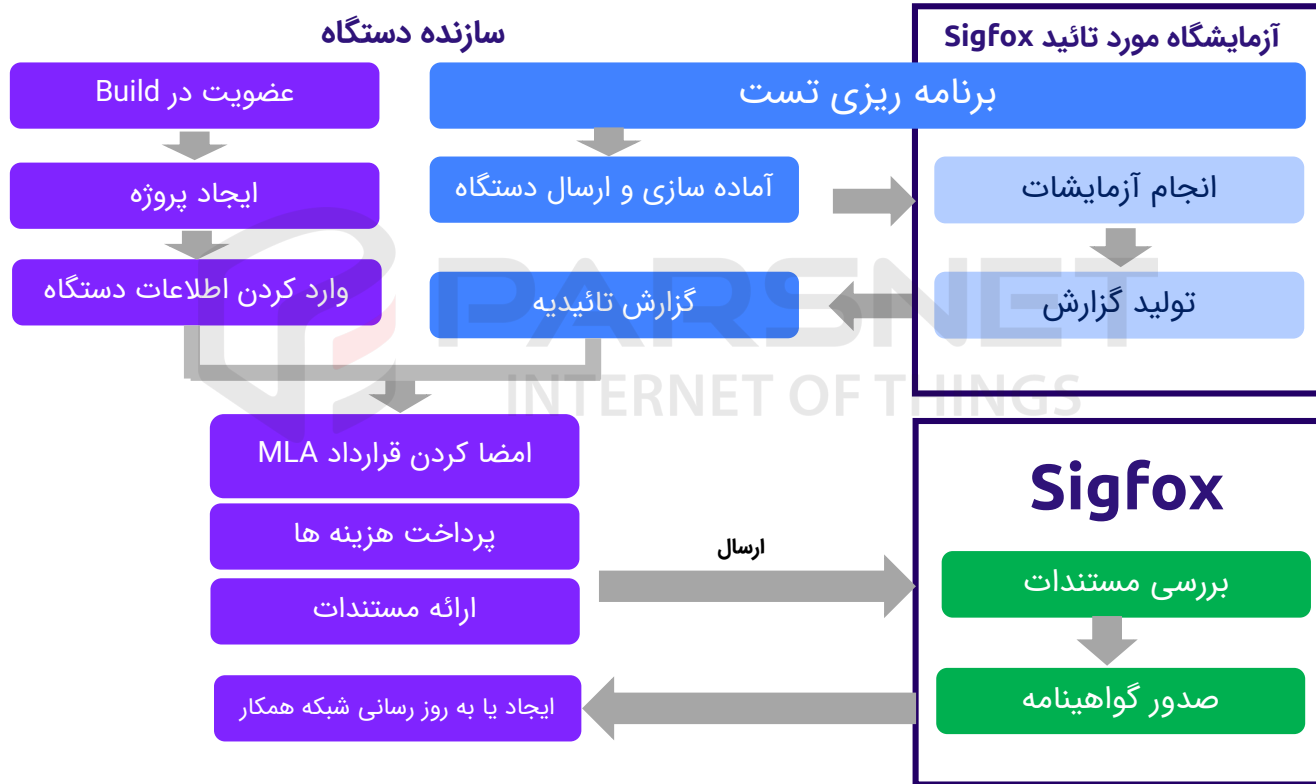 سازنده دستگاه
آزمایشگاه مورد تائید Sigfox
عضویت در Build
برنامه ریزی تست
ایجاد پروژه
آماده سازی و ارسال دستگاه
انجام آزمایشات
وارد کردن اطلاعات دستگاه
گزارش تائیدیه
تولید گزارش
PARSNET
INTERNET OF THINGS
امضا کردن قرارداد MLA
پرداخت هزینه ها
ارائه مستندات
ارسال
Sigfox
بررسی مستندات
صدور گواهینامه
ایجاد یا به روز رسانی شبکه همکار